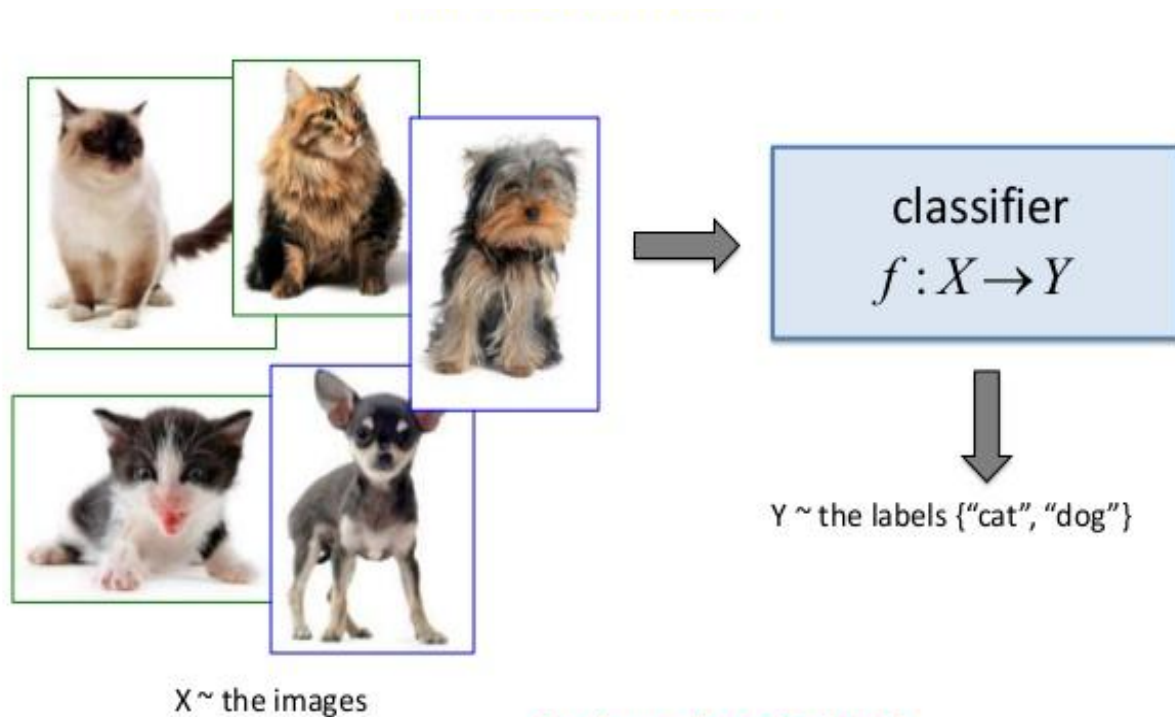 classifier
f : X → Y
Y ~ the labels {“cat”, “dog”}
X ~ the images